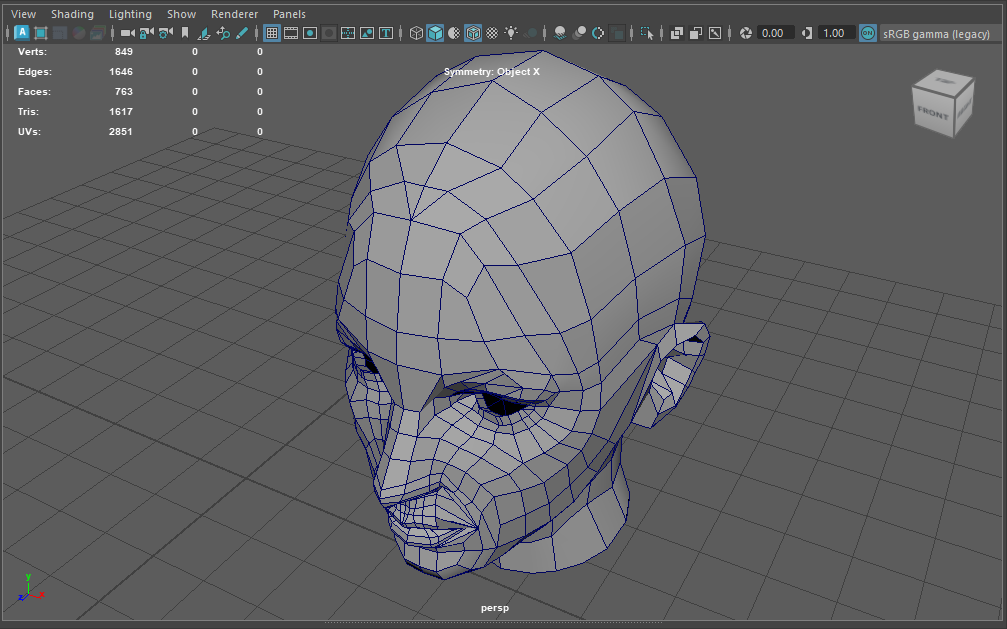 View Shading Lighting Show Renderer Panels
A T 0.00 1.00 ON sRGB gamma (legacy)
Verts: 849 0 0
Edges: 1646 0 0
Faces: 763 0 0
Tris: 1617 0 0
UVs: 2851 0 0
Symmetry: Object X
FRONT
y
z x
persp